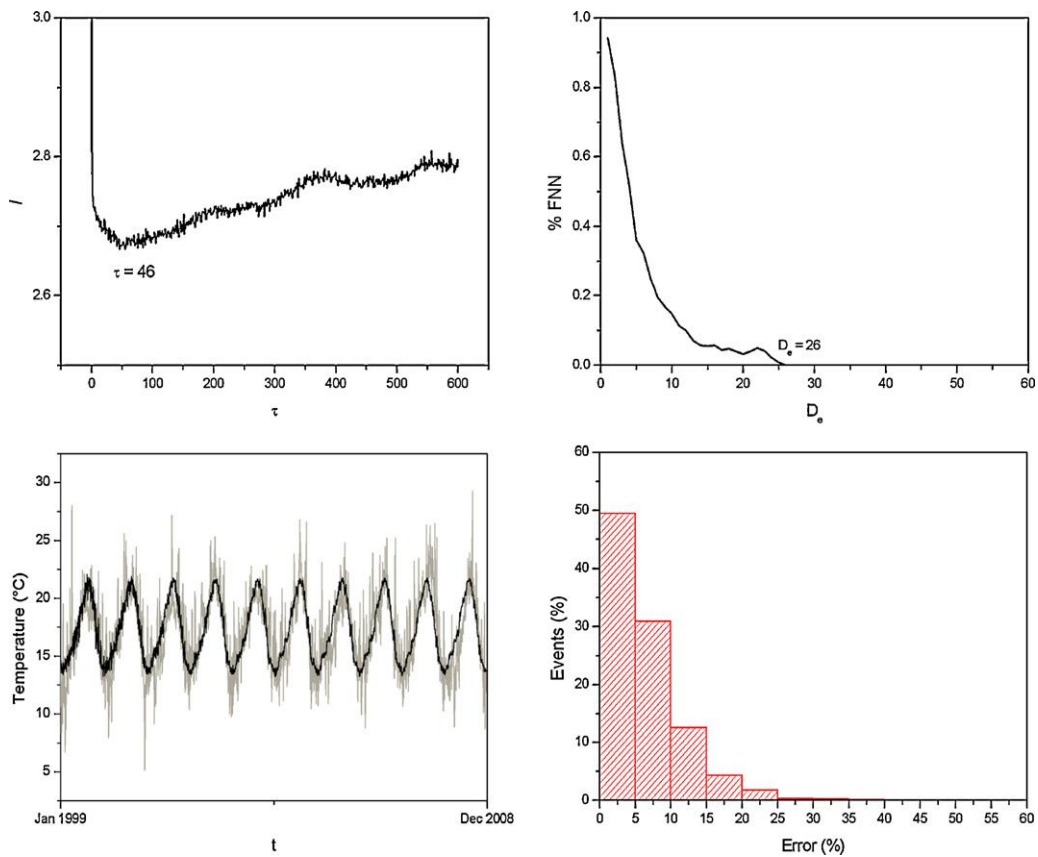 3.0
2.8
2.6
I
τ = 46
0 100 200 300 400 500 600
τ
1.0
0.8
0.6
0.4
0.2
0.0
% FNN
D_e = 26
0 10 20 30 40 50 60
D_e
30
25
20
15
10
5
Temperature (°C)
Jan 1999 Dec 2008
t
60
50
40
30
20
10
0
Events (%)
0 5 10 15 20 25 30 35 40 45 50 55 60
Error (%)